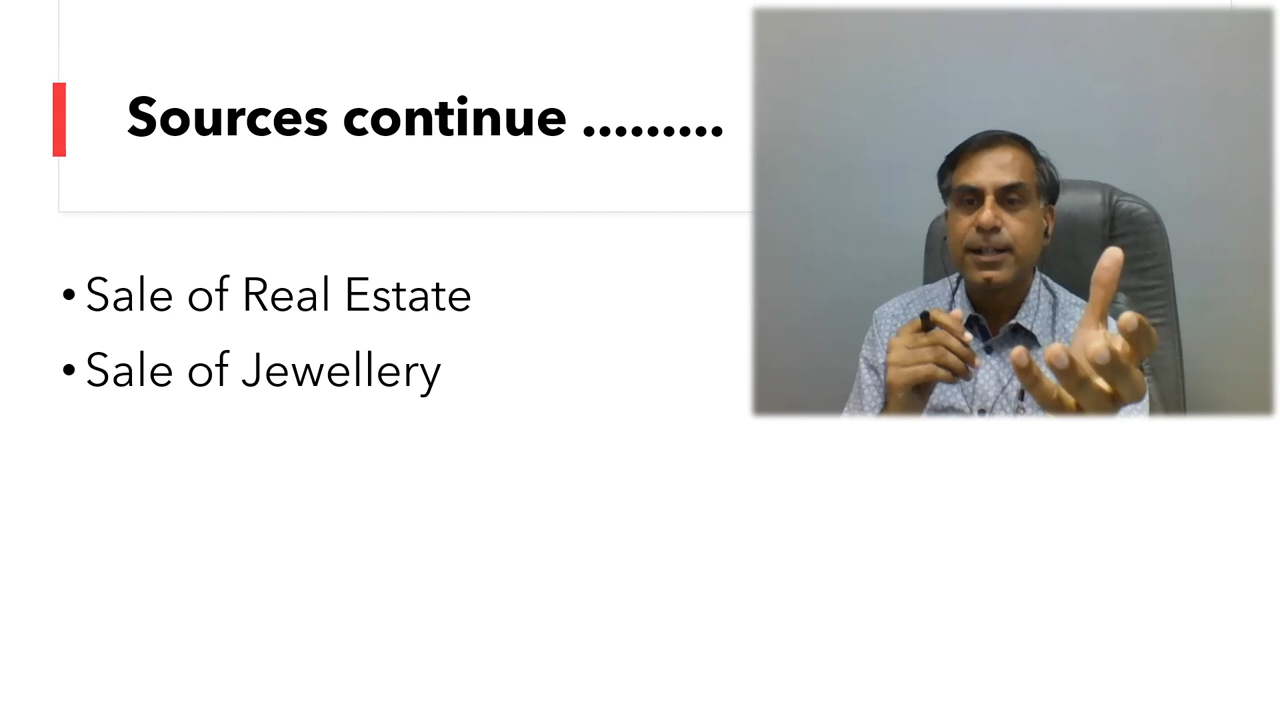 Sources continue .........
• Sale of Real Estate
• Sale of Jewellery